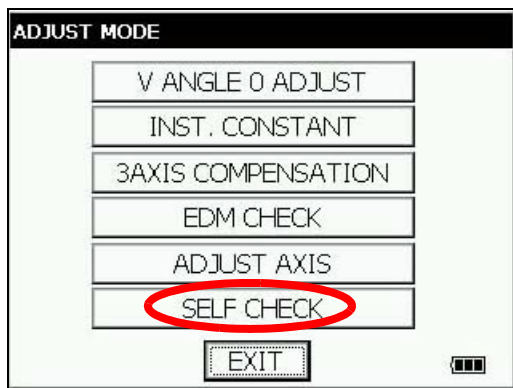 ADJUST MODE
V ANGLE 0 ADJUST
INST. CONSTANT
3AXIS COMPENSATION
EDM CHECK
ADJUST AXIS
SELF CHECK
EXIT